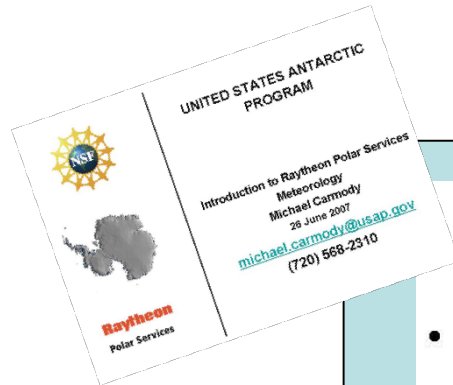 UNITED STATES ANTARCTIC
PROGRAM
NSF
Introduction to Raytheon Polar Services
Meteorology
Michael Carmody
26 June 2007
michael.carmody@usap.gov
(720) 568-2310
Raytheon
Polar Services
•